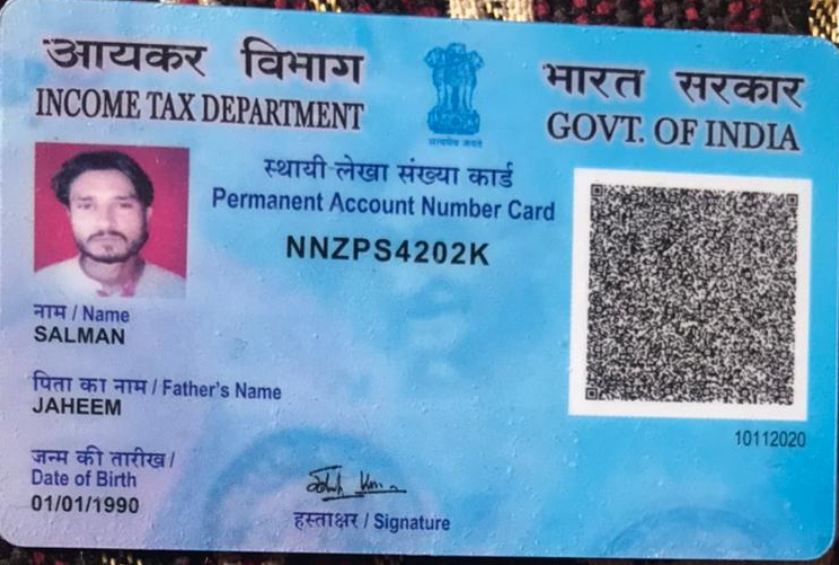 आयकर विभाग
INCOME TAX DEPARTMENT
भारत सरकार
GOVT. OF INDIA
सत्यमेव जयते
स्थायी लेखा संख्या कार्ड
Permanent Account Number Card
NNZPS4202K
नाम / Name
SALMAN
पिता का नाम / Father's Name
JAHEEM
जन्म की तारीख /
Date of Birth
01/01/1990
हस्ताक्षर / Signature
10112020